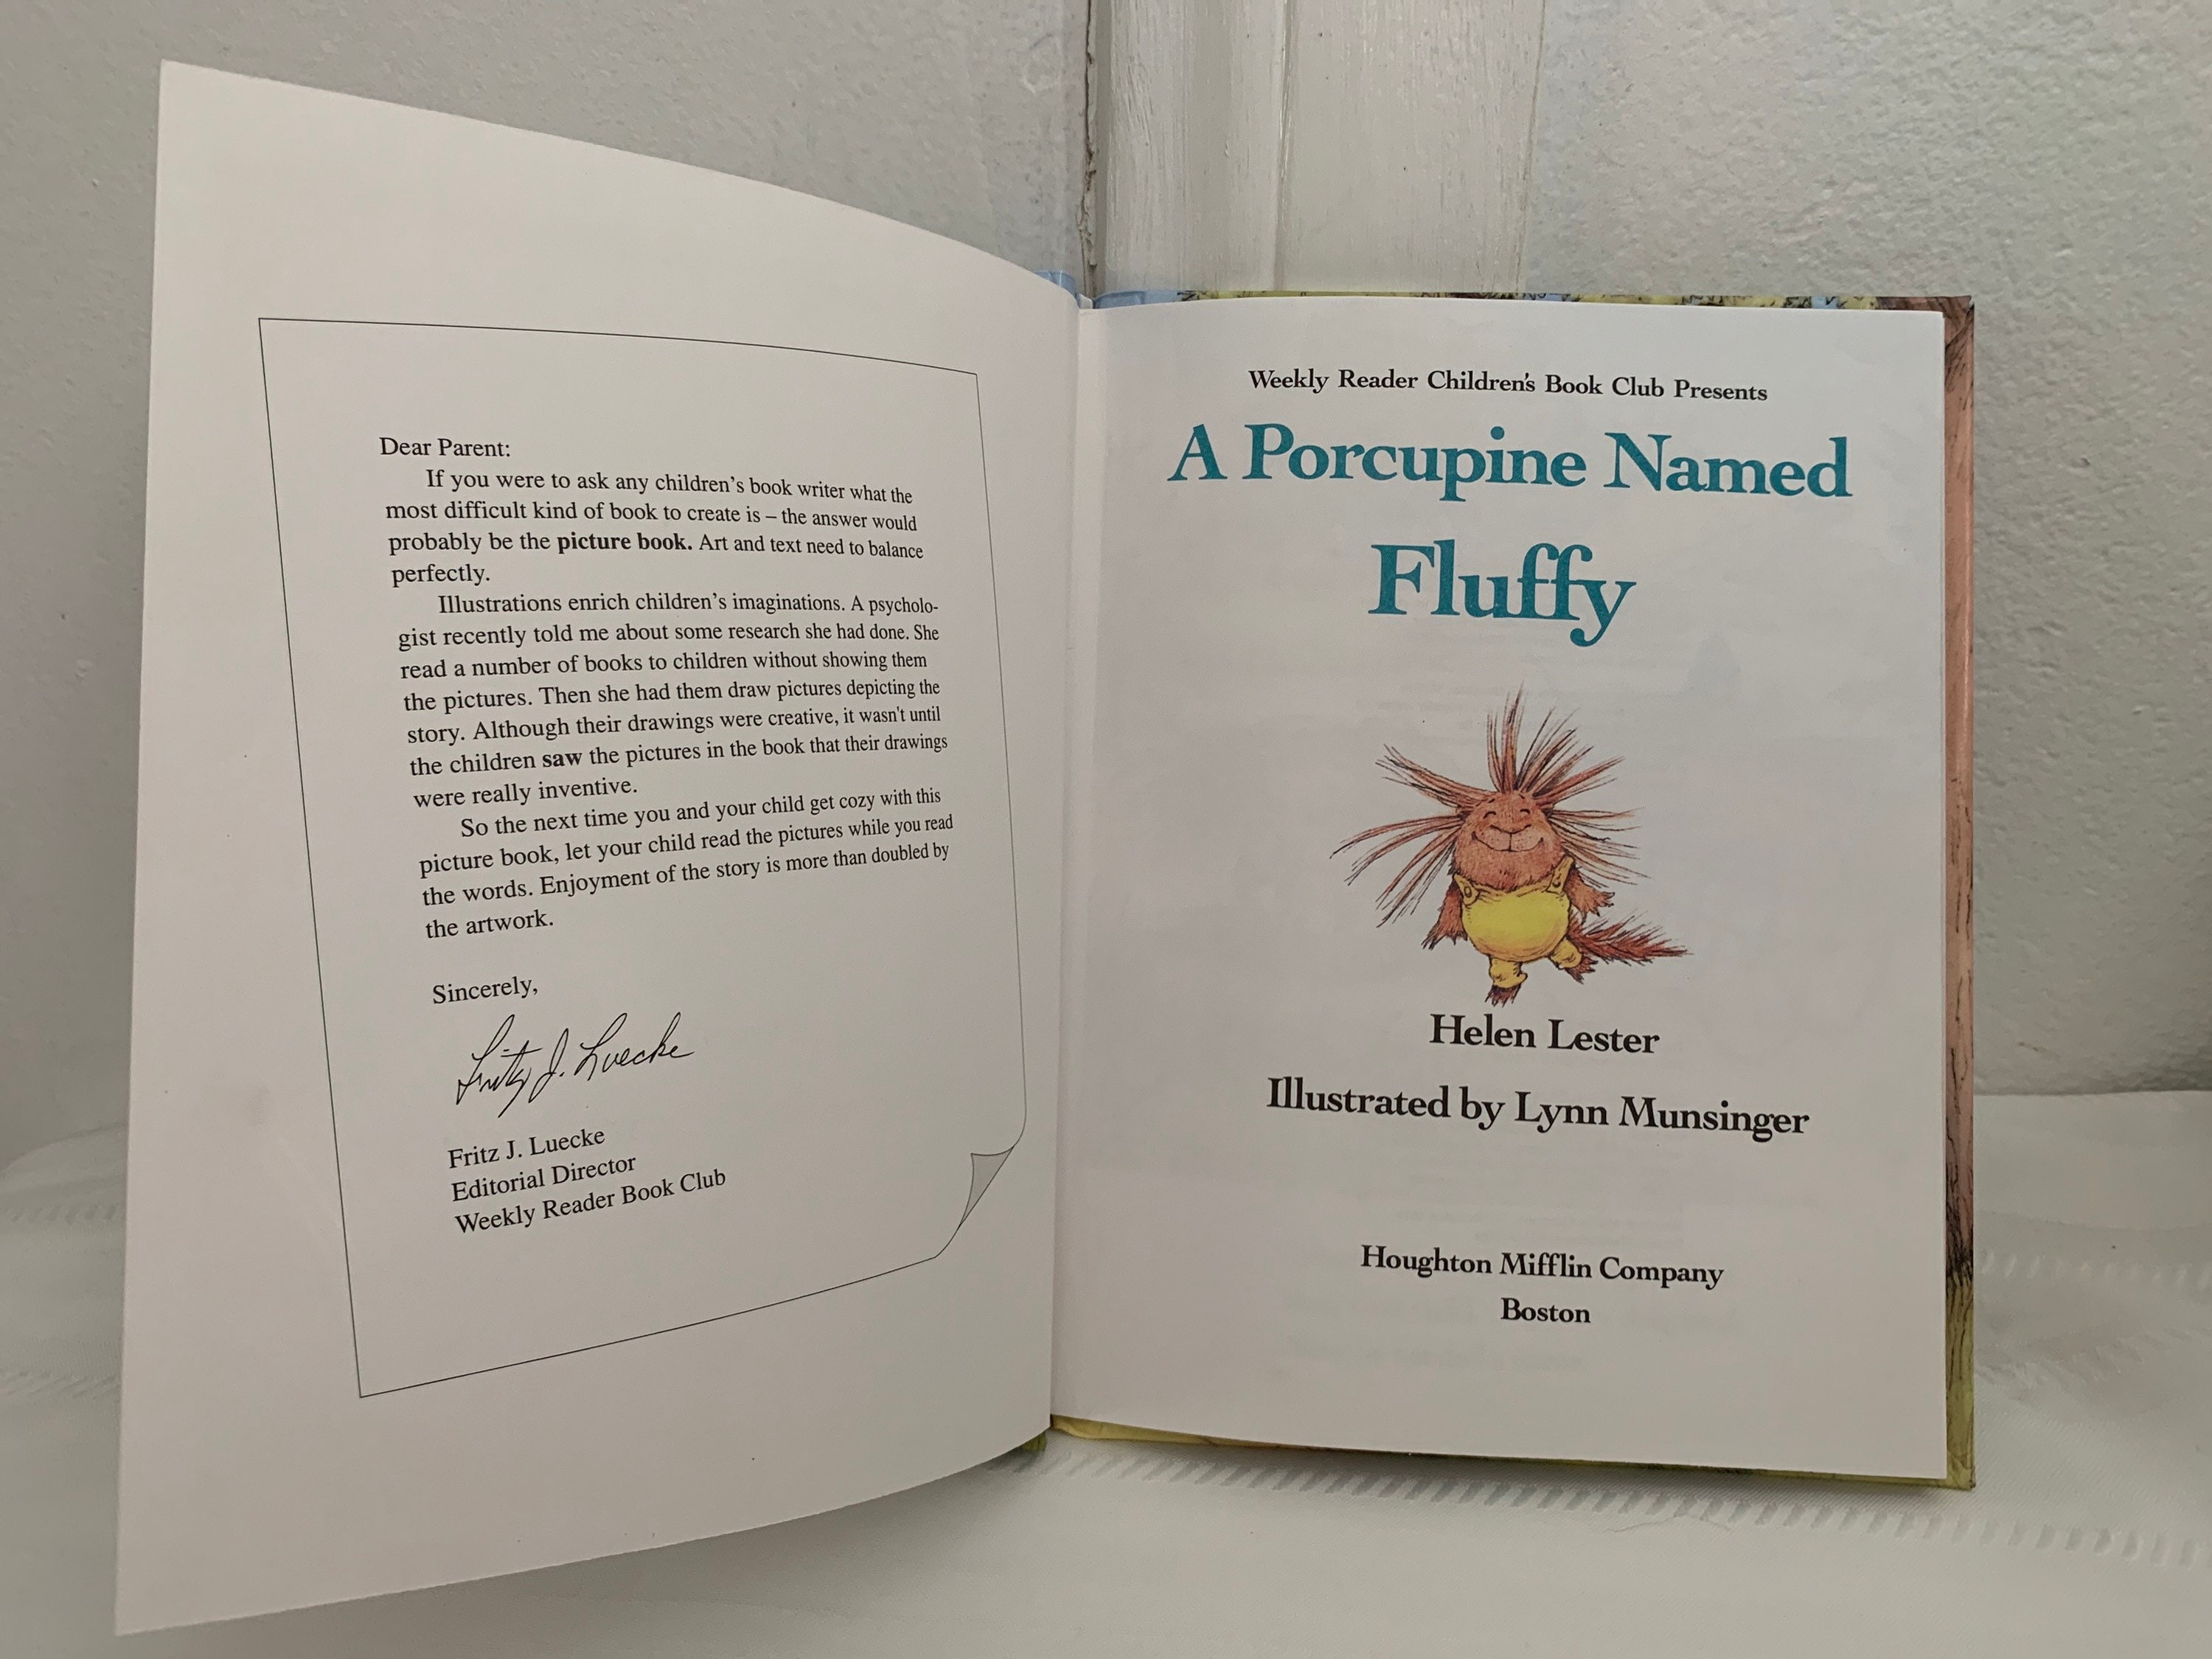 Dear Parent:
If you were to ask any children’s book writer what the
most difficult kind of book to create is – the answer would
probably be the picture book. Art and text need to balance
perfectly.
Illustrations enrich children’s imaginations. A psycholo-
gist recently told me about some research she had done. She
read a number of books to children without showing them
the pictures. Then she had them draw pictures depicting the
story. Although their drawings were creative, it wasn't until
the children saw the pictures in the book that their drawings
were really inventive.
So the next time you and your child get cozy with this
picture book, let your child read the pictures while you read
the words. Enjoyment of the story is more than doubled by
the artwork.
Sincerely,
Fritz J. Luecke
Fritz J. Luecke
Editorial Director
Weekly Reader Book Club
Weekly Reader Children's Book Club Presents
A Porcupine Named
Fluffy
Helen Lester
Illustrated by Lynn Munsinger
Houghton Mifflin Company
Boston